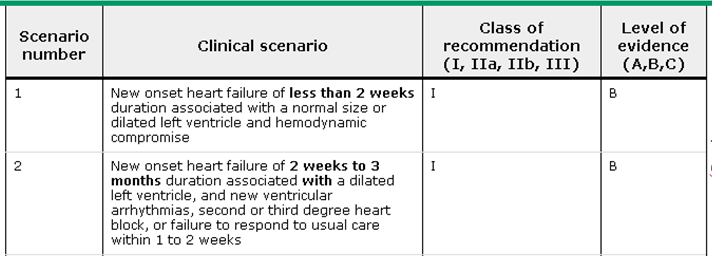 Scenario number
Clinical scenario
Class of recommendation (I, IIa, IIb, III)
Level of evidence (A,B,C)
1
New onset heart failure of less than 2 weeks
duration associated with a normal size or
dilated left ventricle and hemodynamic
compromise
I
B
2
New onset heart failure of 2 weeks to 3
months duration associated with a dilated
left ventricle, and new ventricular
arrhythmias, second or third degree heart
block, or failure to respond to usual care
within 1 to 2 weeks
I
B